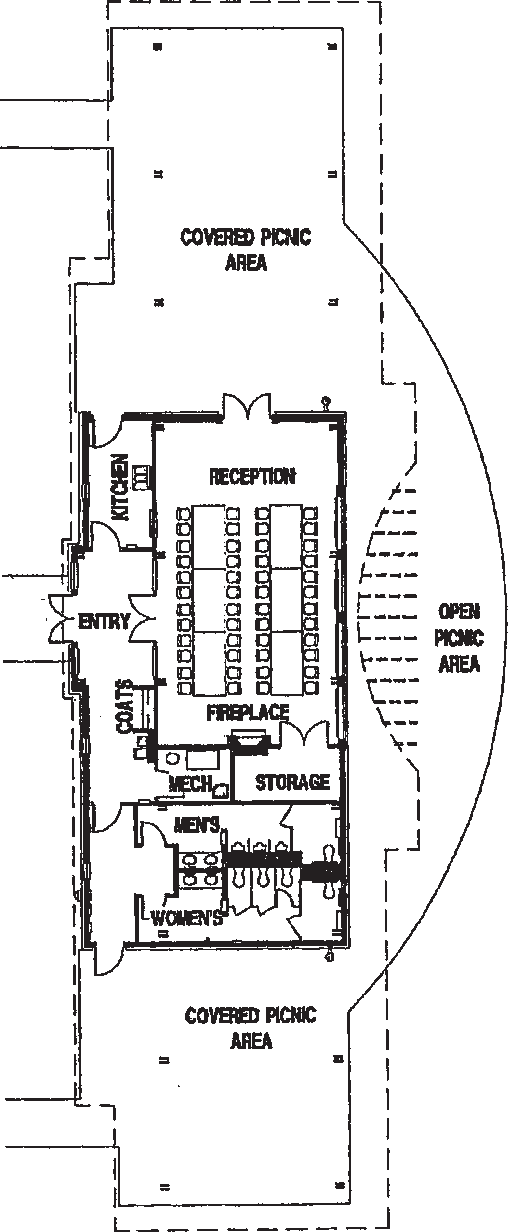 COVERED PICNIC
AREA
RECEPTION
KITCHEN
ENTRY
OPEN
PICNIC
AREA
COATS
FIREPLACE
MECH
STORAGE
MEN'S
WOMEN'S
COVERED PICNIC
AREA